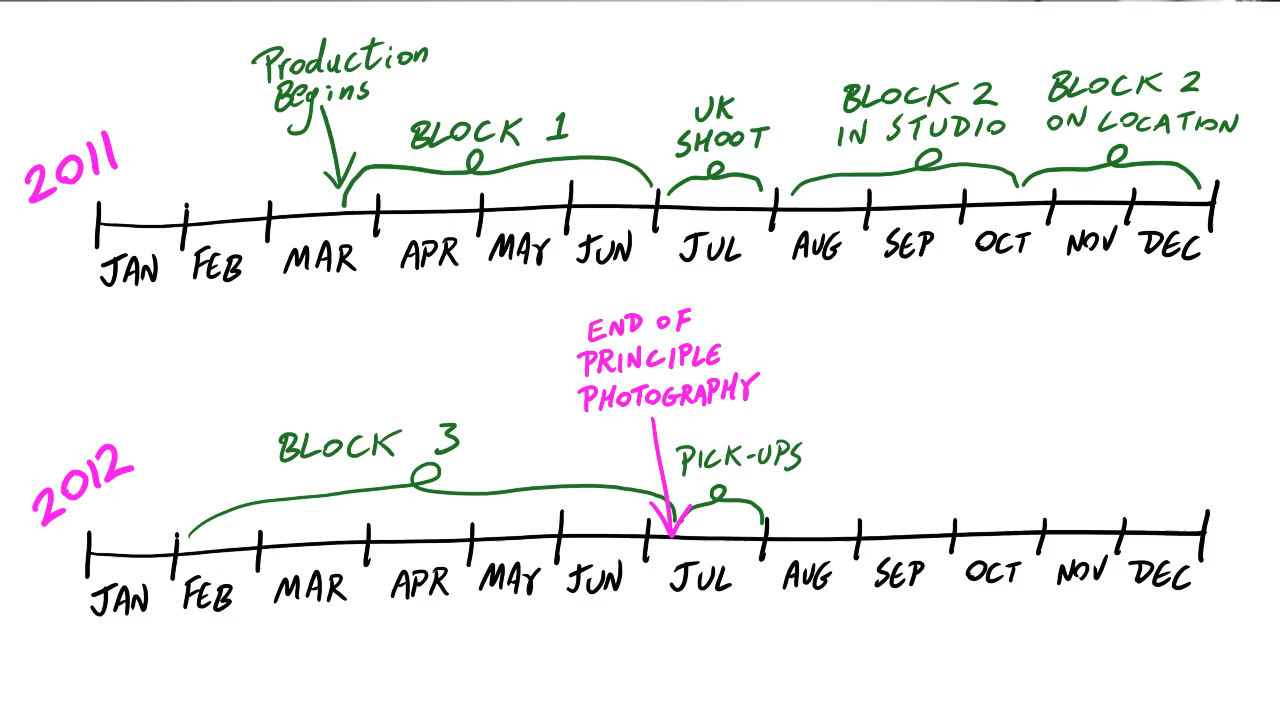 2011
Production
Begins
BLOCK 1
UK
SHOOT
BLOCK 2
IN STUDIO
BLOCK 2
ON LOCATION
JAN FEB MAR APR MAY JUN JUL AUG SEP OCT NOV DEC
2012
BLOCK 3
END OF
PRINCIPLE
PHOTOGRAPHY
PICK-UPS
JAN FEB MAR APR MAY JUN JUL AUG SEP OCT NOV DEC